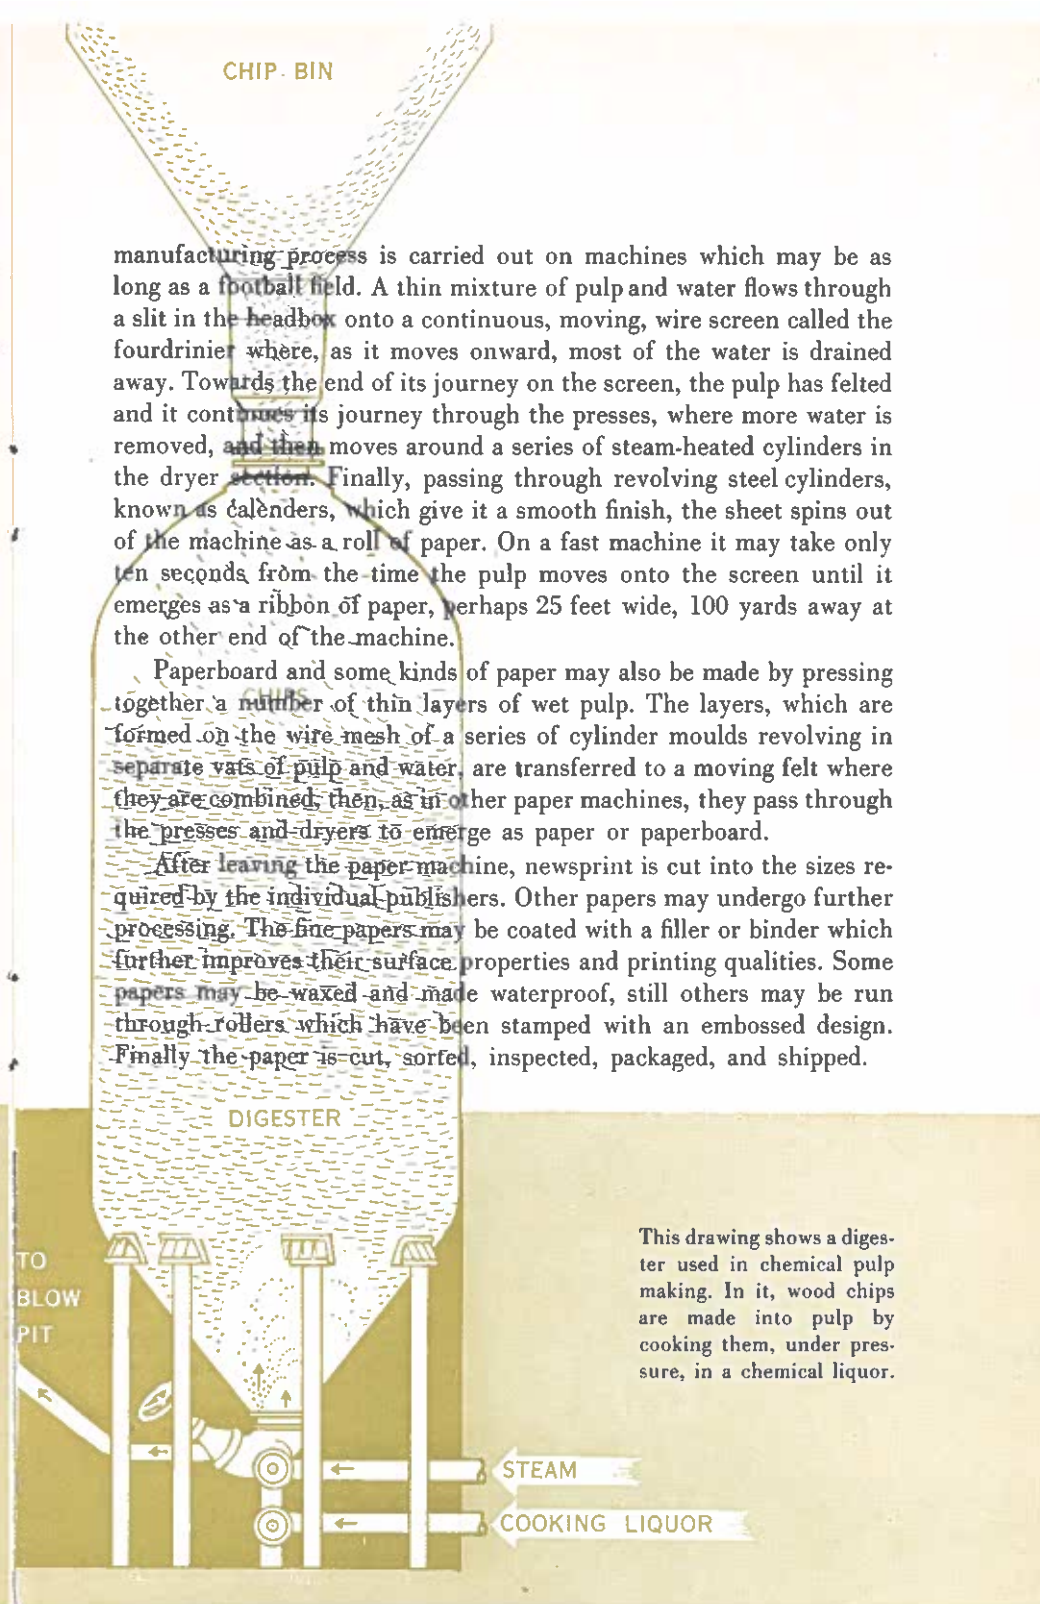 CHIP BIN
manufacturing process is carried out on machines which may be as
long as a football field. A thin mixture of pulp and water flows through
a slit in the headbox onto a continuous, moving, wire screen called the
fourdrinier where, as it moves onward, most of the water is drained
away. Towards the end of its journey on the screen, the pulp has felted
and it continues its journey through the presses, where more water is
removed, and then moves around a series of steam-heated cylinders in
the dryer section. Finally, passing through revolving steel cylinders,
known as calenders, which give it a smooth finish, the sheet spins out
of the machine as a roll of paper. On a fast machine it may take only
ten seconds from the time the pulp moves onto the screen until it
emerges as a ribbon of paper, perhaps 25 feet wide, 100 yards away at
the other end of the machine.
Paperboard and some kinds of paper may also be made by pressing
CHIPS
together a number of thin layers of wet pulp. The layers, which are
formed on the wire mesh of a series of cylinder moulds revolving in
separate vats of pulp and water, are transferred to a moving felt where
they are combined; then, as in other paper machines, they pass through
the presses and dryers to emerge as paper or paperboard.
After leaving the paper machine, newsprint is cut into the sizes re-
quired by the individual publishers. Other papers may undergo further
processing. The fine papers may be coated with a filler or binder which
further improves their surface properties and printing qualities. Some
papers may be waxed and made waterproof, still others may be run
through rollers which have been stamped with an embossed design.
Finally the paper is cut, sorted, inspected, packaged, and shipped.
DIGESTER
TO
BLOW
PIT
This drawing shows a diges-
ter used in chemical pulp
making. In it, wood chips
are made into pulp by
cooking them, under pres-
sure, in a chemical liquor.
STEAM
COOKING LIQUOR